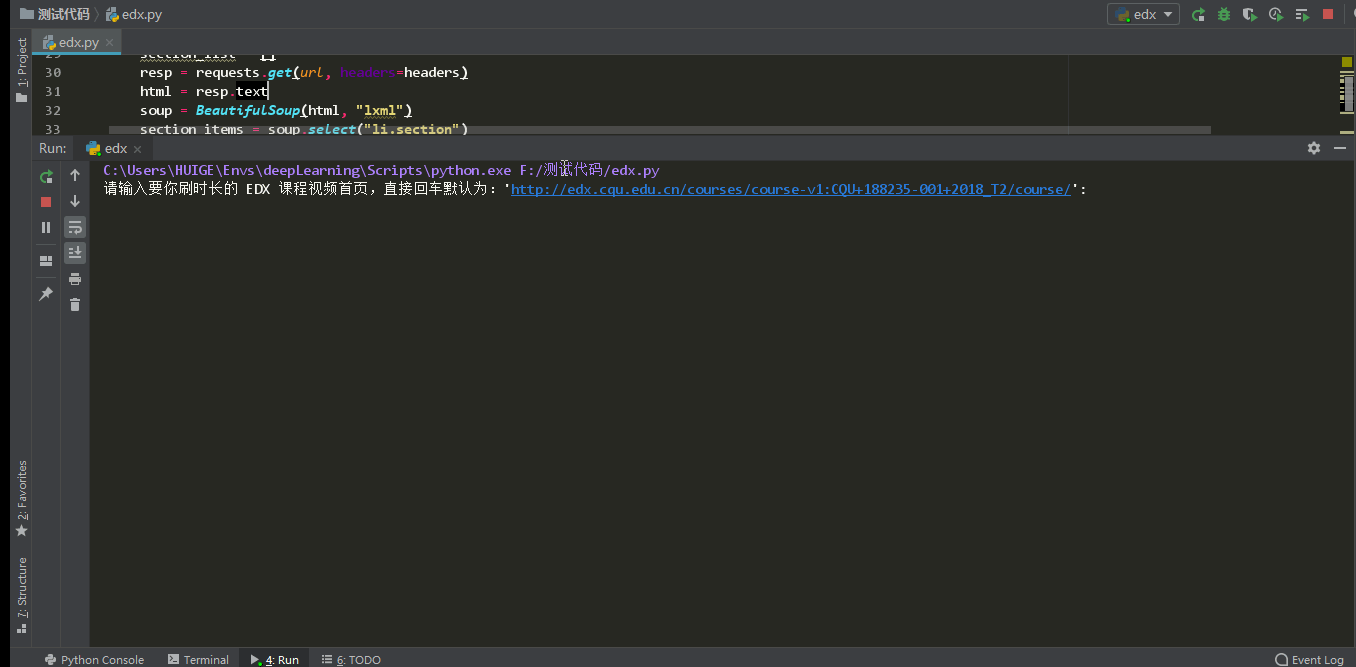 测试代码 edx.py
edx
edx.py
1: Project
30 resp = requests.get(url, headers=headers)
31 html = resp.text
32 soup = BeautifulSoup(html, "lxml")
33 section_items = soup.select("li.section")
Run: edx
C:\Users\HUIGE\Envs\deepLearning\Scripts\python.exe F:/测试代码/edx.py
请输入要你刷时长的 EDX 课程视频首页,直接回车默认为:'http://edx.cqu.edu.cn/courses/course-v1:CQU+188235-001+2018_T2/course/':
2: Favorites
7: Structure
Python Console Terminal 4: Run 6: TODO Event Log